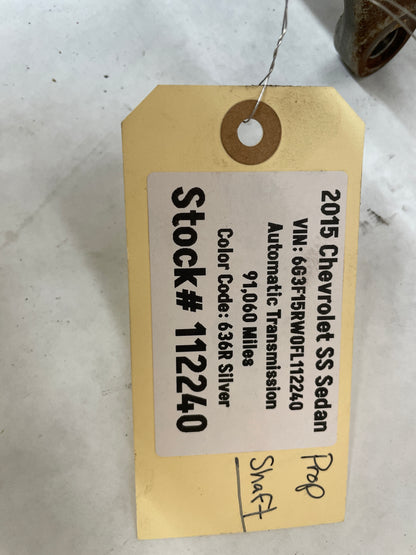 2015 Chevrolet SS Sedan
VIN: 6G3F15RW0FL112240
Automatic Transmission
91,060 Miles
Color Code: 636R Silver
Stock# 112240
Prop
Shaft